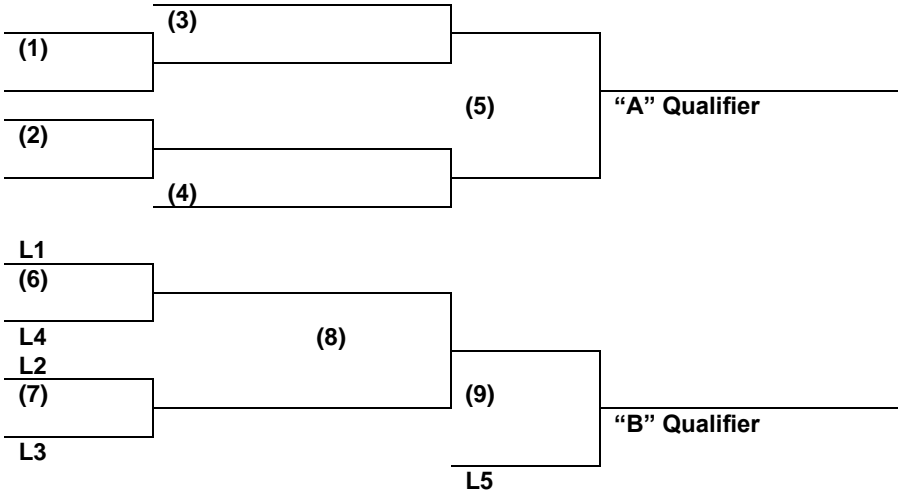 (3)
(1)
(5)
“A” Qualifier
(2)
(4)
L1
(6)
L4
(8)
L2
(7)
(9)
“B” Qualifier
L3
L5